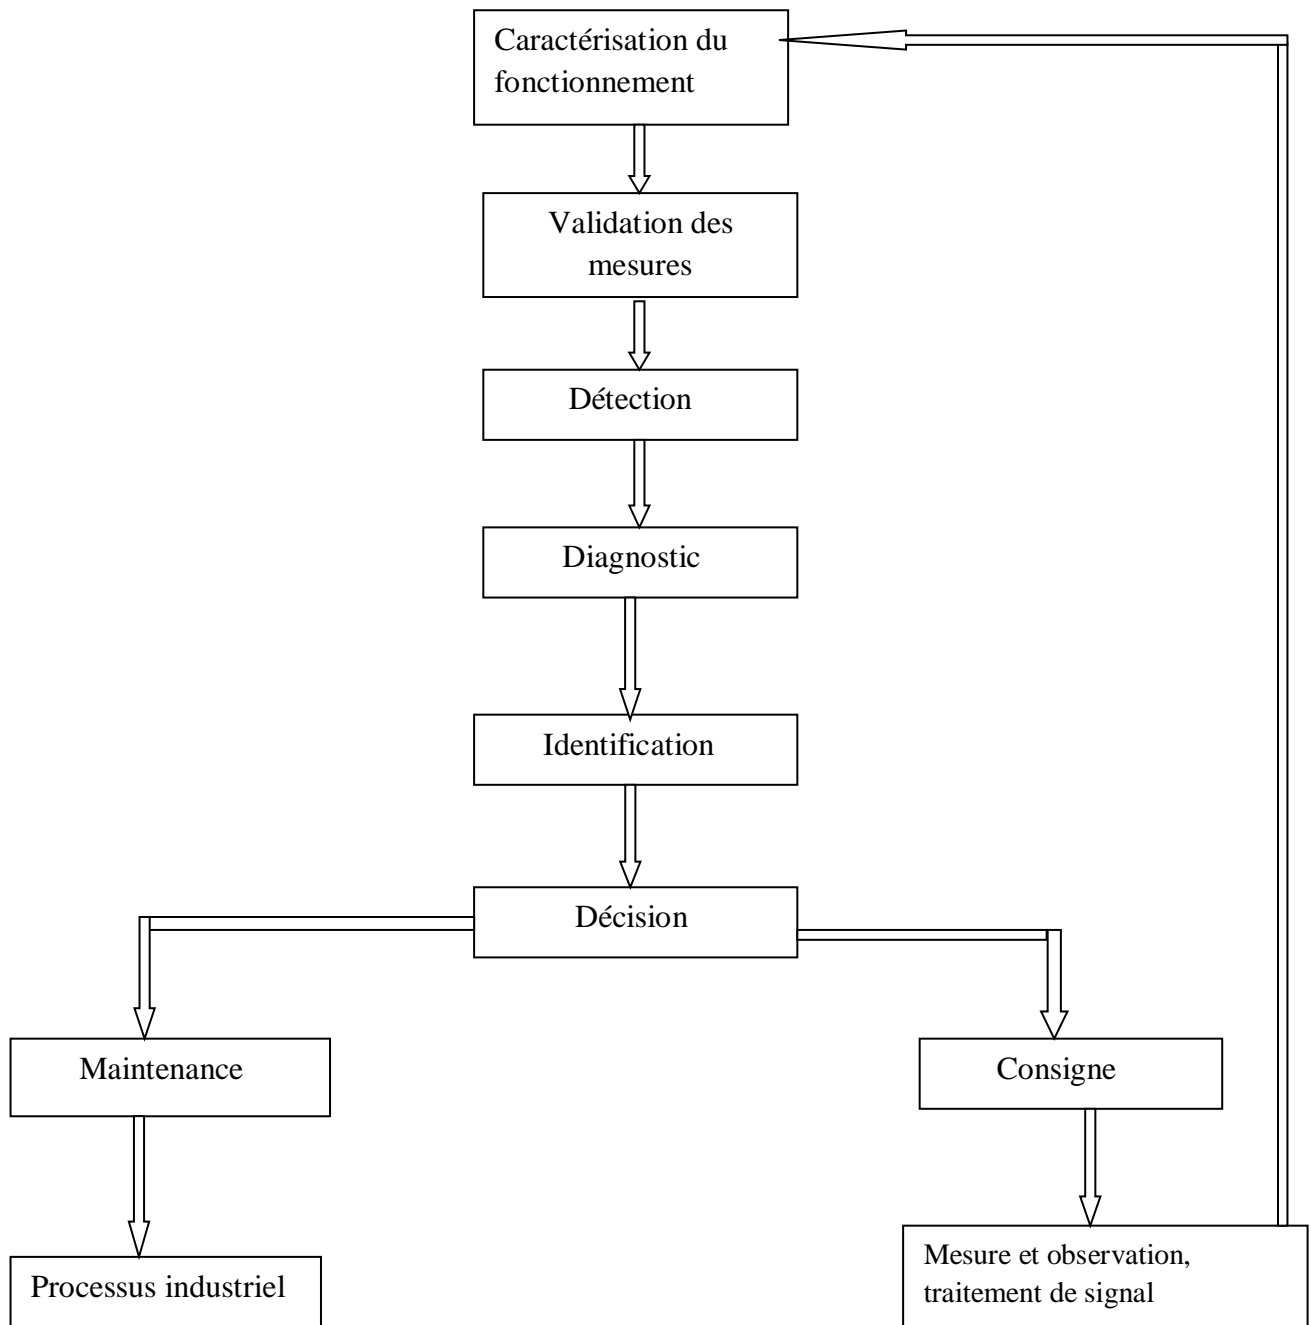 Caractérisation du
fonctionnement
Validation des
mesures
Détection
Diagnostic
Identification
Décision
Maintenance
Consigne
Processus industriel
Mesure et observation,
traitement de signal